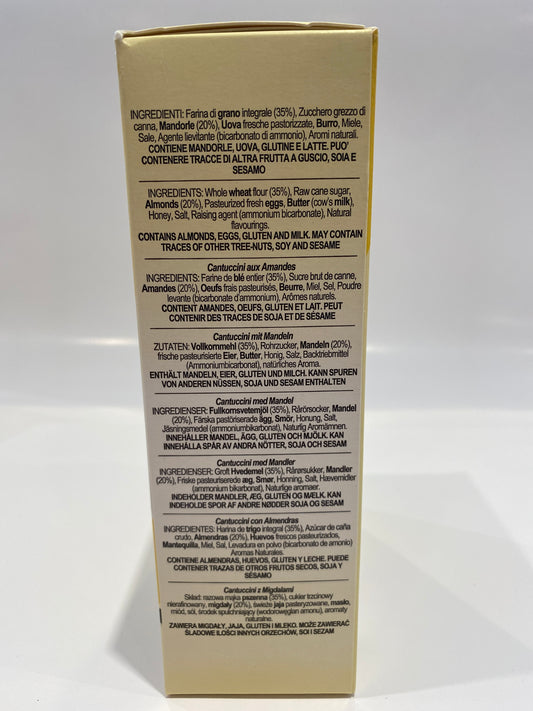 INGREDIENTI: Farina di grano integrale (35%), Zucchero grezzo di
canna, Mandorle (20%), Uova fresche pastorizzate, Burro, Miele,
Sale, Agente lievitante (bicarbonato di ammonio), Aromi naturali.
CONTIENE MANDORLE, UOVA, GLUTINE E LATTE. PUO'
CONTENERE TRACCE DI ALTRA FRUTTA A GUSCIO, SOIA E
SESAMO
INGREDIENTS: Whole wheat flour (35%), Raw cane sugar,
Almonds (20%), Pasteurized fresh eggs, Butter (cow's milk),
Honey, Salt, Raising agent (ammonium bicarbonate), Natural
flavourings.
CONTAINS ALMONDS, EGGS, GLUTEN AND MILK. MAY CONTAIN
TRACES OF OTHER TREE-NUTS, SOY AND SESAME
Cantuccini aux Amandes
INGREDIENTS: Farine de blé entier (35%), Sucre brut de canne,
Amandes (20%), Oeufs frais pasteurisés, Beurre, Miel, Sel, Poudre
levante (bicarbonate d'ammonium), Arômes naturels.
CONTIENT AMANDES, OEUFS, GLUTEN ET LAIT. PEUT
CONTENIR DES TRACES DE SOJA ET DE SÉSAME
Cantuccini mit Mandeln
ZUTATEN: Vollkornmehl (35%), Rohrzucker, Mandeln (20%),
frische pasteurisierte Eier, Butter, Honig, Salz, Backtriebmittel
(Ammoniumbicarbonat), natürliches Aroma.
ENTHÄLT MANDELN, EIER, GLUTEN UND MILCH. KANN SPUREN
VON ANDEREN NÜSSEN, SOJA UND SESAM ENTHALTEN
Cantuccini med Mandel
INGREDIENSER: Fullkornsvetemjöl (35%), Rårörsocker, Mandel
(20%), Färska pastöriserade ägg, Smör, Honung, Salt,
Jäsningsmedel (ammoniumbikarbonat), Naturlig Aromämnen.
INNEHÅLLER MANDEL, ÄGG, GLUTEN OCH MJÖLK. KAN
INNEHÅLLA SPÅR AV ANDRA NÖTTER, SOJA OCH SESAM
Cantuccini med Mandler
INGREDIENSER: Groft Hvedemel (35%), Rårørsukker, Mandler
(20%), Friske pasteuriserede æg, Smør, Honning, Salt, Hævemidler
(ammonium bikarbonat), Naturlige aromaer.
INDEHOLDER MANDLER, ÆG, GLUTEN OG MÆLK. KAN
INDEHOLDE SPOR AF ANDRE NØDDER SOJA OG SESAM
Cantuccini con Almendras
INGREDIENTES: Harina de trigo integral (35%), Azúcar de caña
crudo, Almendras (20%), Huevos frescos pasteurizados,
Mantequilla, Miel, Sal, Levadura en polvo (bicarbonato de amonio)
Aromas Naturales.
CONTIENE ALMENDRAS, HUEVOS, GLUTEN Y LECHE. PUEDE
CONTENER TRAZAS DE OTROS FRUTOS SECOS, SOJA Y
SÉSAMO
Cantuccini z Migdałami
Skład: razowa mąka pszenna (35%), cukier trzcinowy
nierafinowany, migdały (20%), świeże jaja pasteryzowane, masło,
miód, sól, środek spulchniający (wodorowęglan amonu), aromaty
naturalne.
ZAWIERA MIGDAŁY, JAJA, GLUTEN I MLEKO. MOŻE ZAWIERAĆ
ŚLADOWE ILOŚCI INNYCH ORZECHÓW, SOI I SEZAM